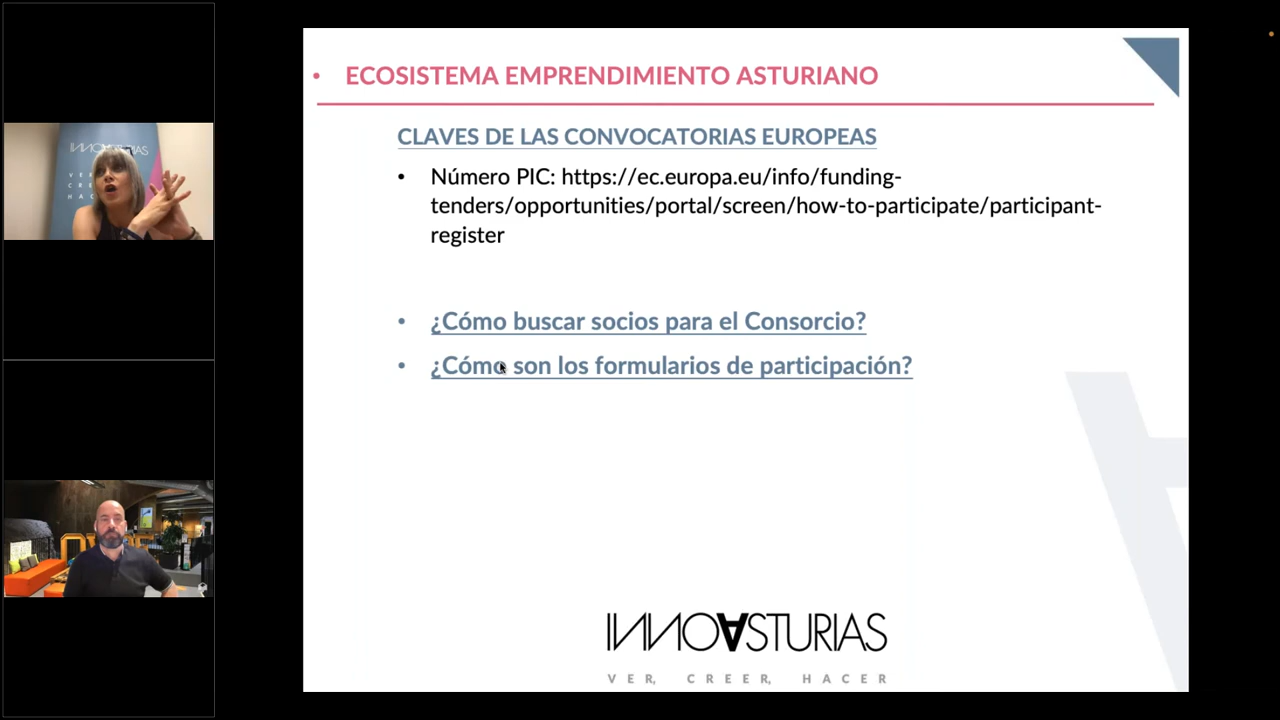 • ECOSISTEMA EMPRENDIMIENTO ASTURIANO
CLAVES DE LAS CONVOCATORIAS EUROPEAS
• Número PIC: https://ec.europa.eu/info/funding-
tenders/opportunities/portal/screen/how-to-participate/participant-
register
• ¿Cómo buscar socios para el Consorcio?
• ¿Cómo son los formularios de participación?
INNOASTURIAS
VER, CREER, HACER